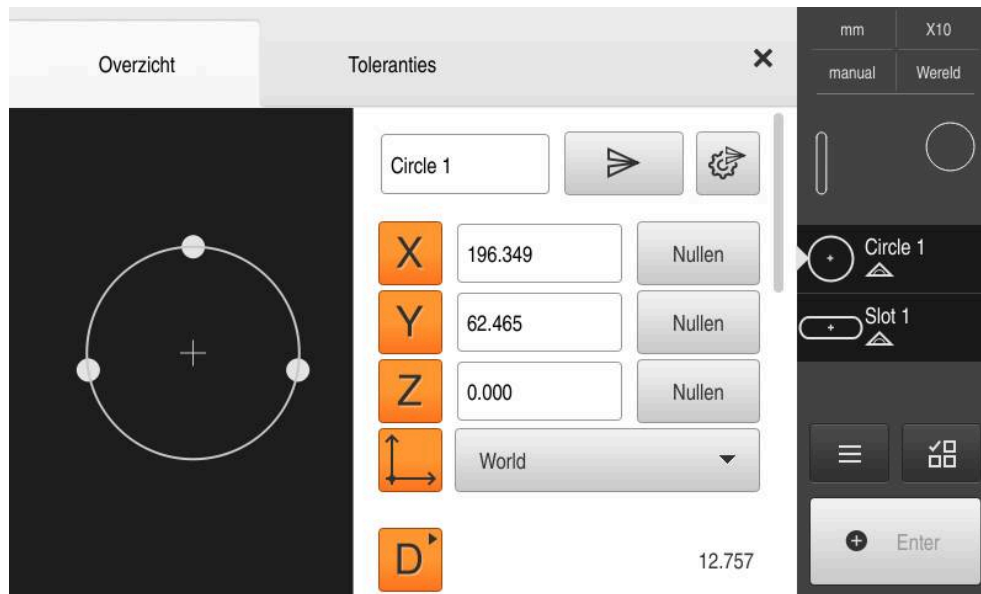 Overzicht
Toleranties
mm
X10
manual
Wereld
Circle 1
X
196.349
Nullen
Y
62.465
Nullen
Z
0.000
Nullen
World
D
12.757
Circle 1
Slot 1
Enter